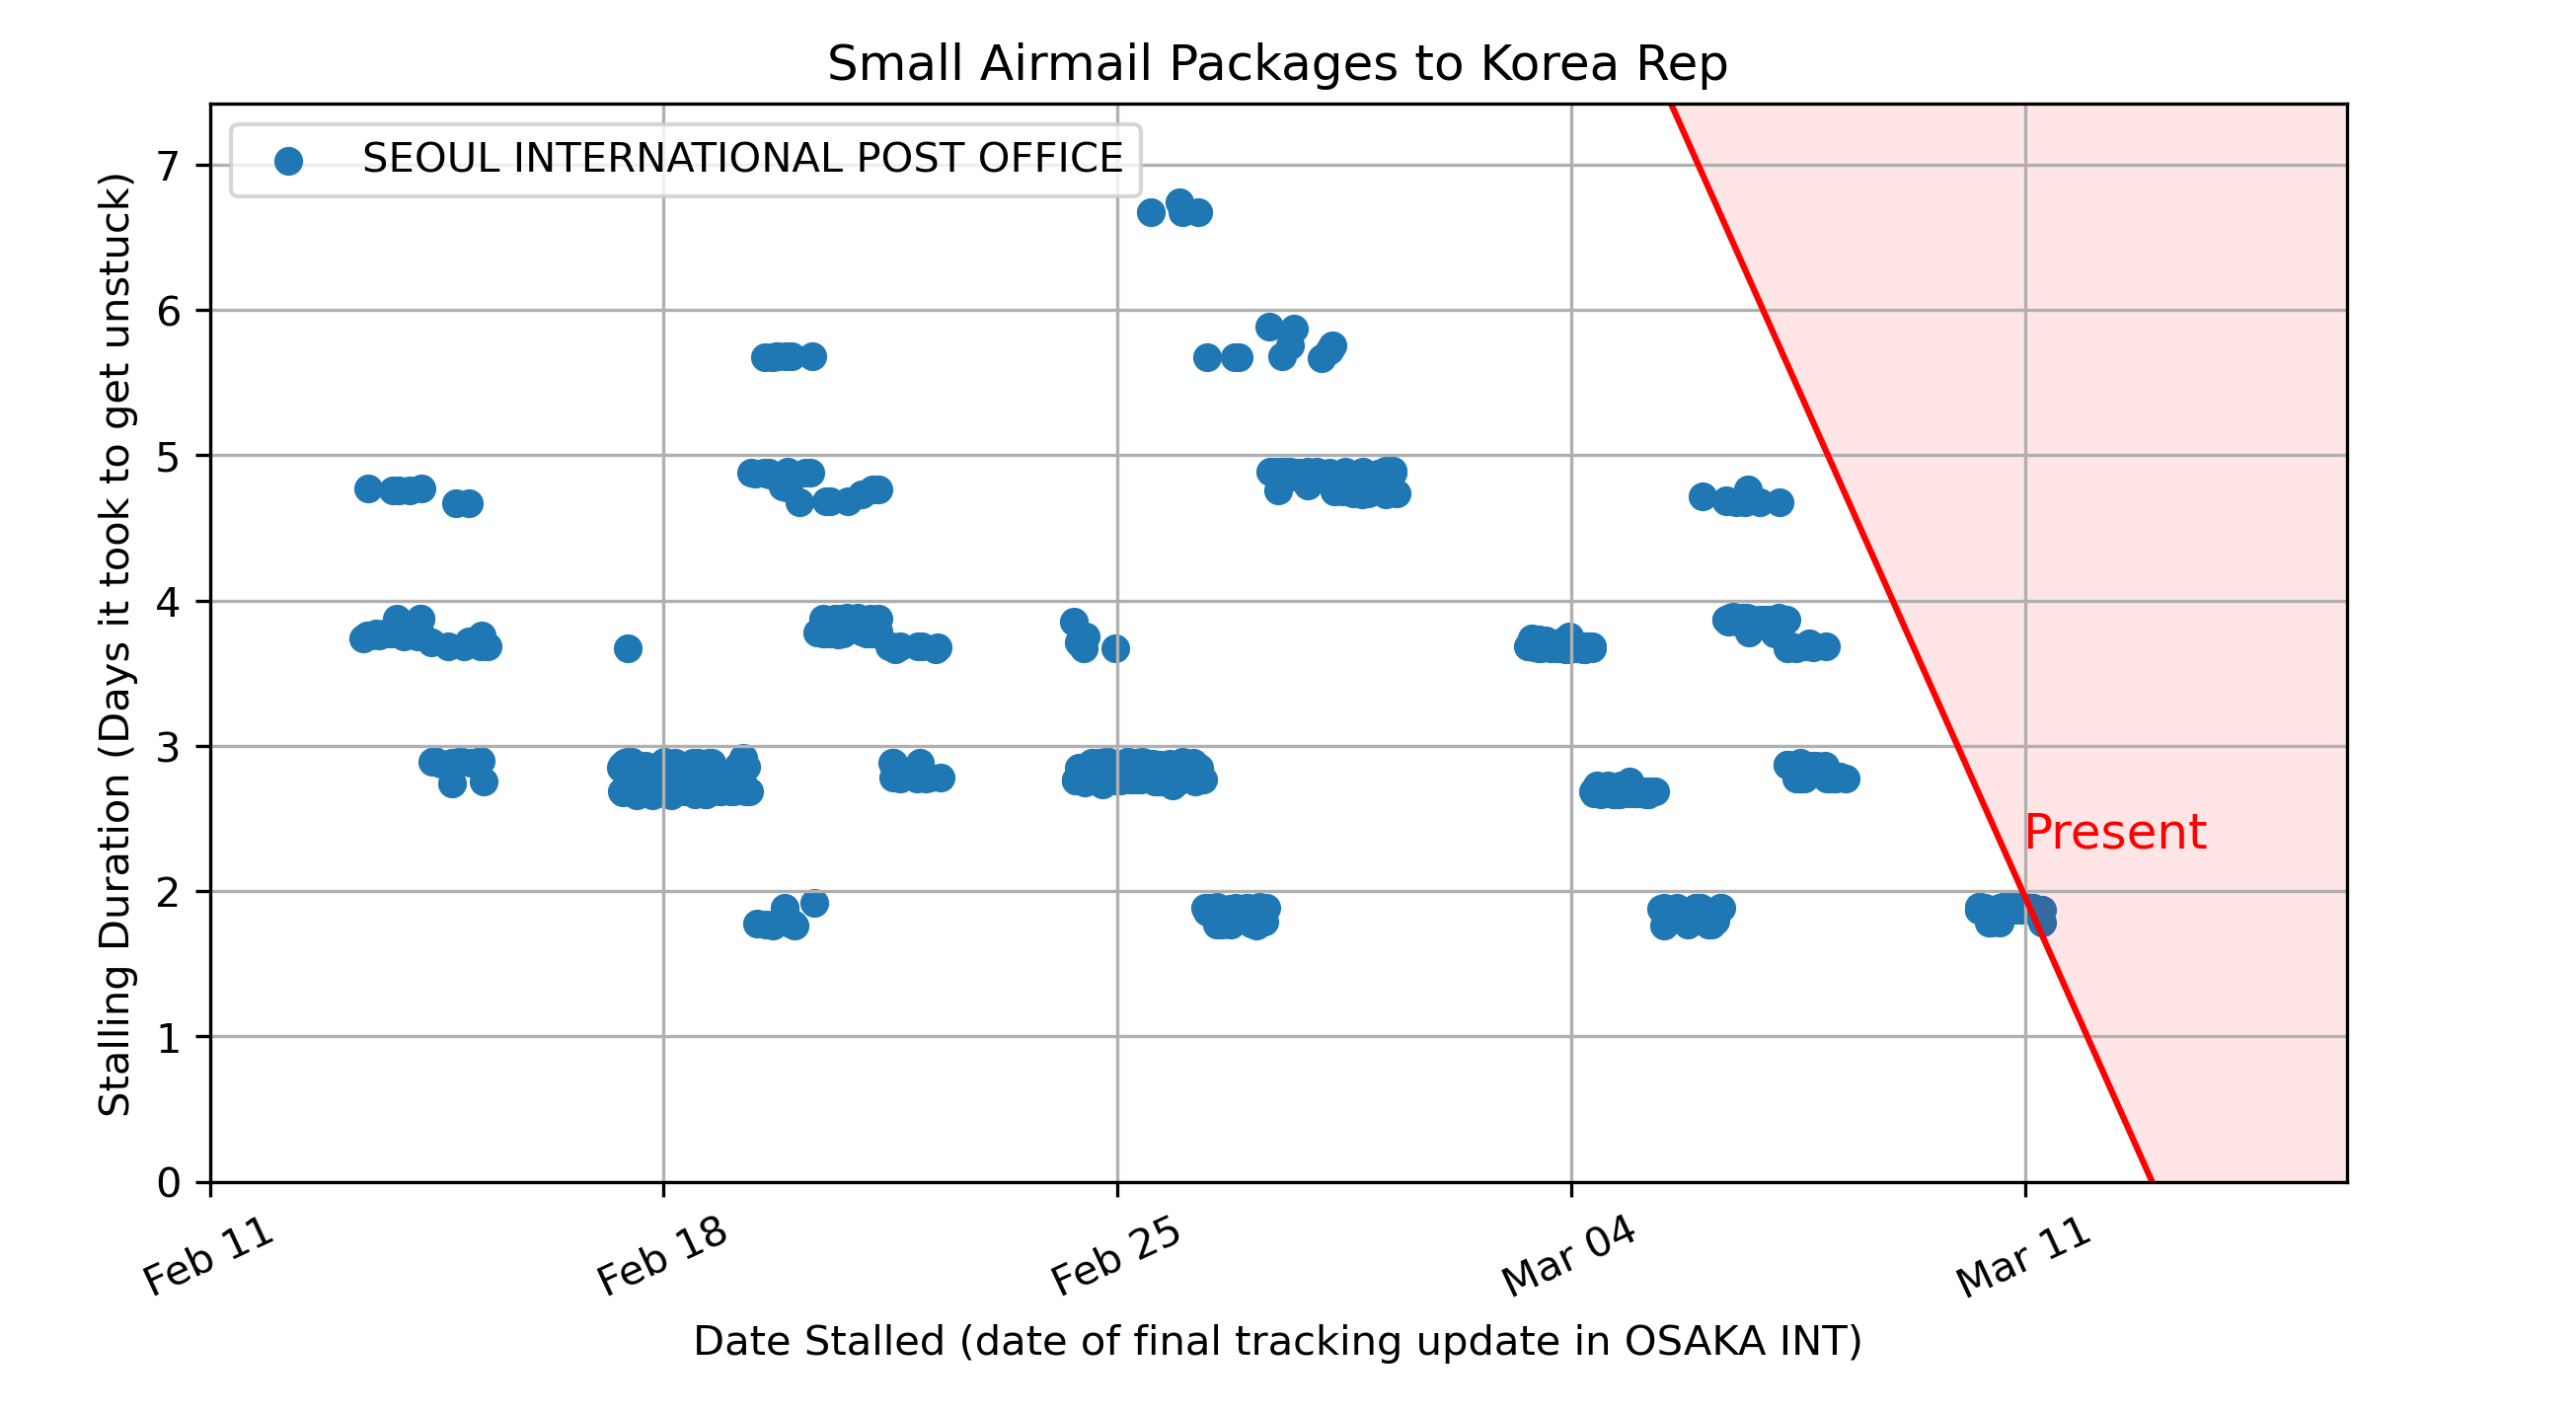 Small Airmail Packages to Korea Rep
SEOUL INTERNATIONAL POST OFFICE
Stalling Duration (Days it took to get unstuck)
7
6
5
4
3
2
1
0
Present
Feb 11
Feb 18
Feb 25
Mar 04
Mar 11
Date Stalled (date of final tracking update in OSAKA INT)